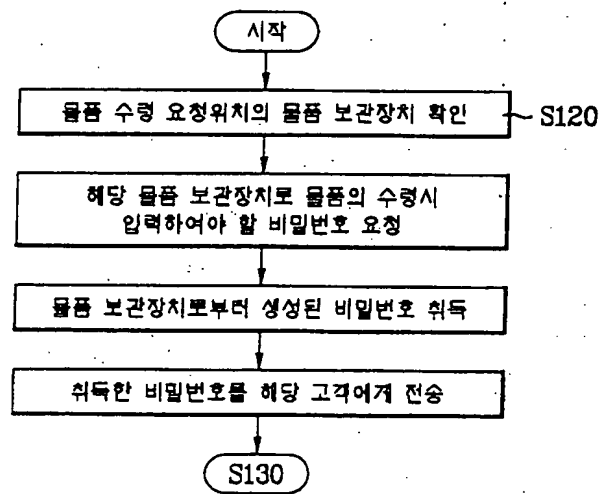 시작
물품 수령 요청위치의 물품 보관장치 확인
S120
해당 물품 보관장치로 물품의 수령시
입력하여야 할 비밀번호 요청
물품 보관장치로부터 생성된 비밀번호 취득
취득한 비밀번호를 해당 고객에게 전송
S130